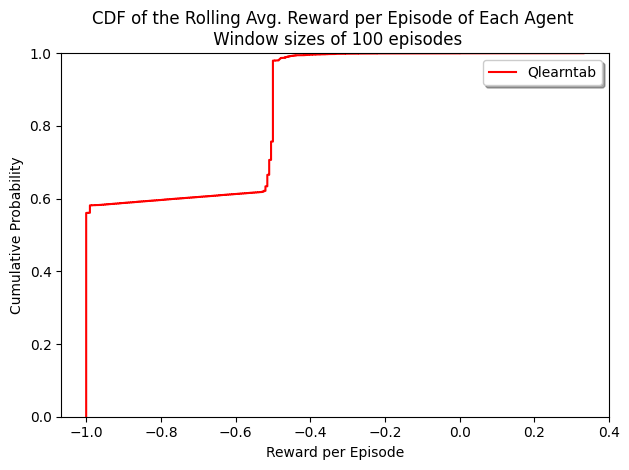 CDF of the Rolling Avg. Reward per Episode of Each Agent
Window sizes of 100 episodes
Qlearntab
Cumulative Probability
1.0
0.8
0.6
0.4
0.2
0.0
−1.0 −0.8 −0.6 −0.4 −0.2 0.0 0.2 0.4
Reward per Episode